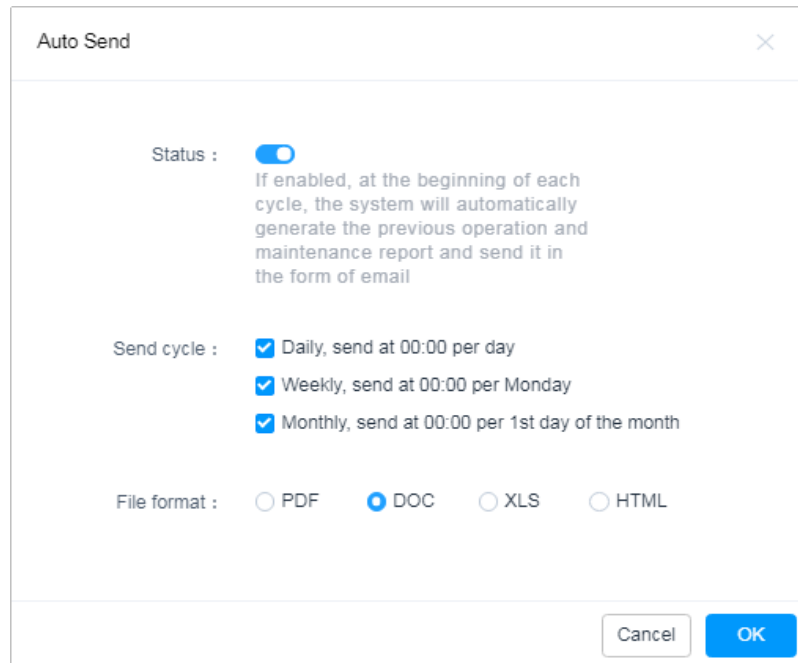 Auto Send
Status :
If enabled, at the beginning of each
cycle, the system will automatically
generate the previous operation and
maintenance report and send it in
the form of email
Send cycle :
Daily, send at 00:00 per day
Weekly, send at 00:00 per Monday
Monthly, send at 00:00 per 1st day of the month
File format : PDF DOC XLS HTML
Cancel OK